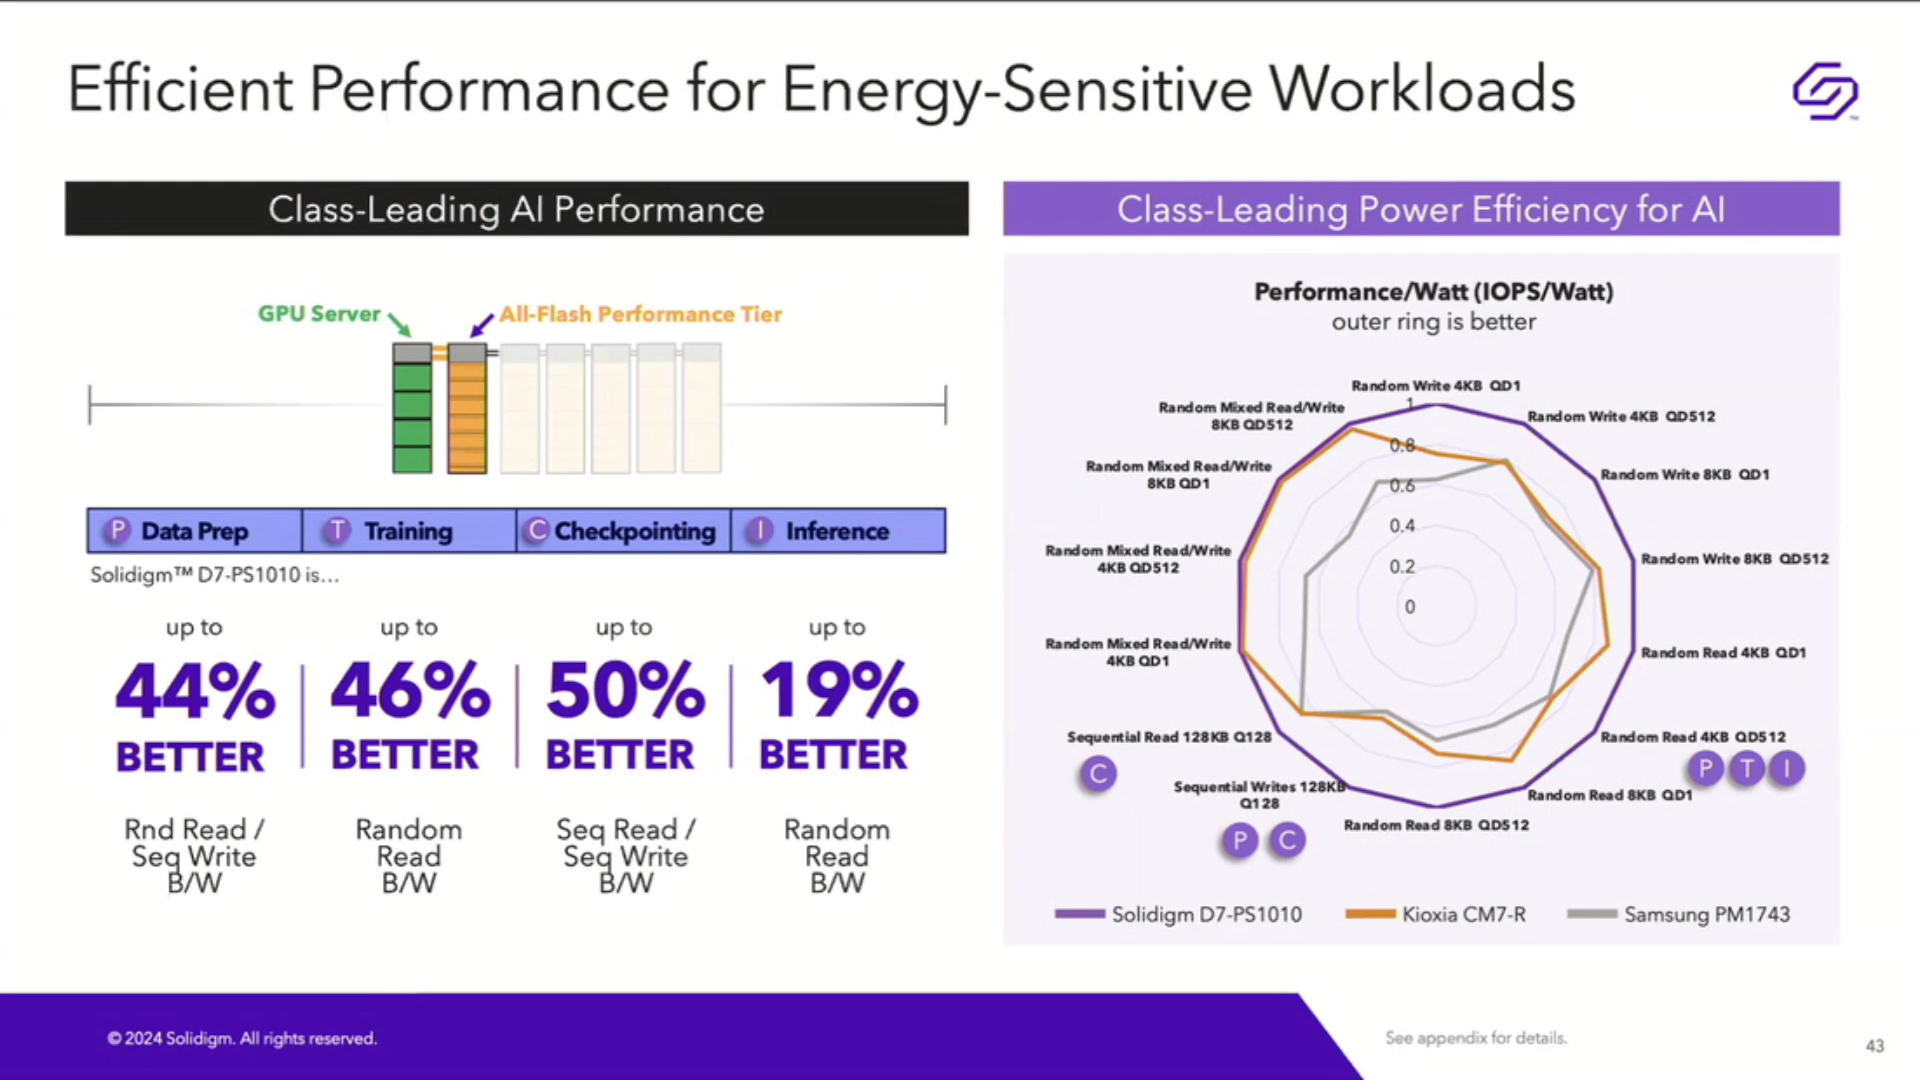 Efficient Performance for Energy-Sensitive Workloads
Class-Leading AI Performance
GPU Server
All-Flash Performance Tier
P Data Prep
T Training
C Checkpointing
I Inference
Solidigm™ D7-PS1010 is...
up to
44%
BETTER
Rnd Read /
Seq Write
B/W
up to
46%
BETTER
Random
Read
B/W
up to
50%
BETTER
Seq Read /
Seq Write
B/W
up to
19%
BETTER
Random
Read
B/W
Class-Leading Power Efficiency for AI
Performance/Watt (IOPS/Watt)
outer ring is better
Random Write 4KB QD1
Random Write 4KB QD512
Random Write 8KB QD1
Random Write 8KB QD512
Random Read 4KB QD1
Random Read 4KB QD512
P T I
Random Read 8KB QD1
Random Read 8KB QD512
Sequential Writes 128KB
Q128
P C
Sequential Read 128KB Q128
C
Random Mixed Read/Write
4KB QD1
Random Mixed Read/Write
4KB QD512
Random Mixed Read/Write
8KB QD1
Random Mixed Read/Write
8KB QD512
1
0.8
0.6
0.4
0.2
0
Solidigm D7-PS1010
Kioxia CM7-R
Samsung PM1743
© 2024 Solidigm. All rights reserved.
See appendix for details.
43